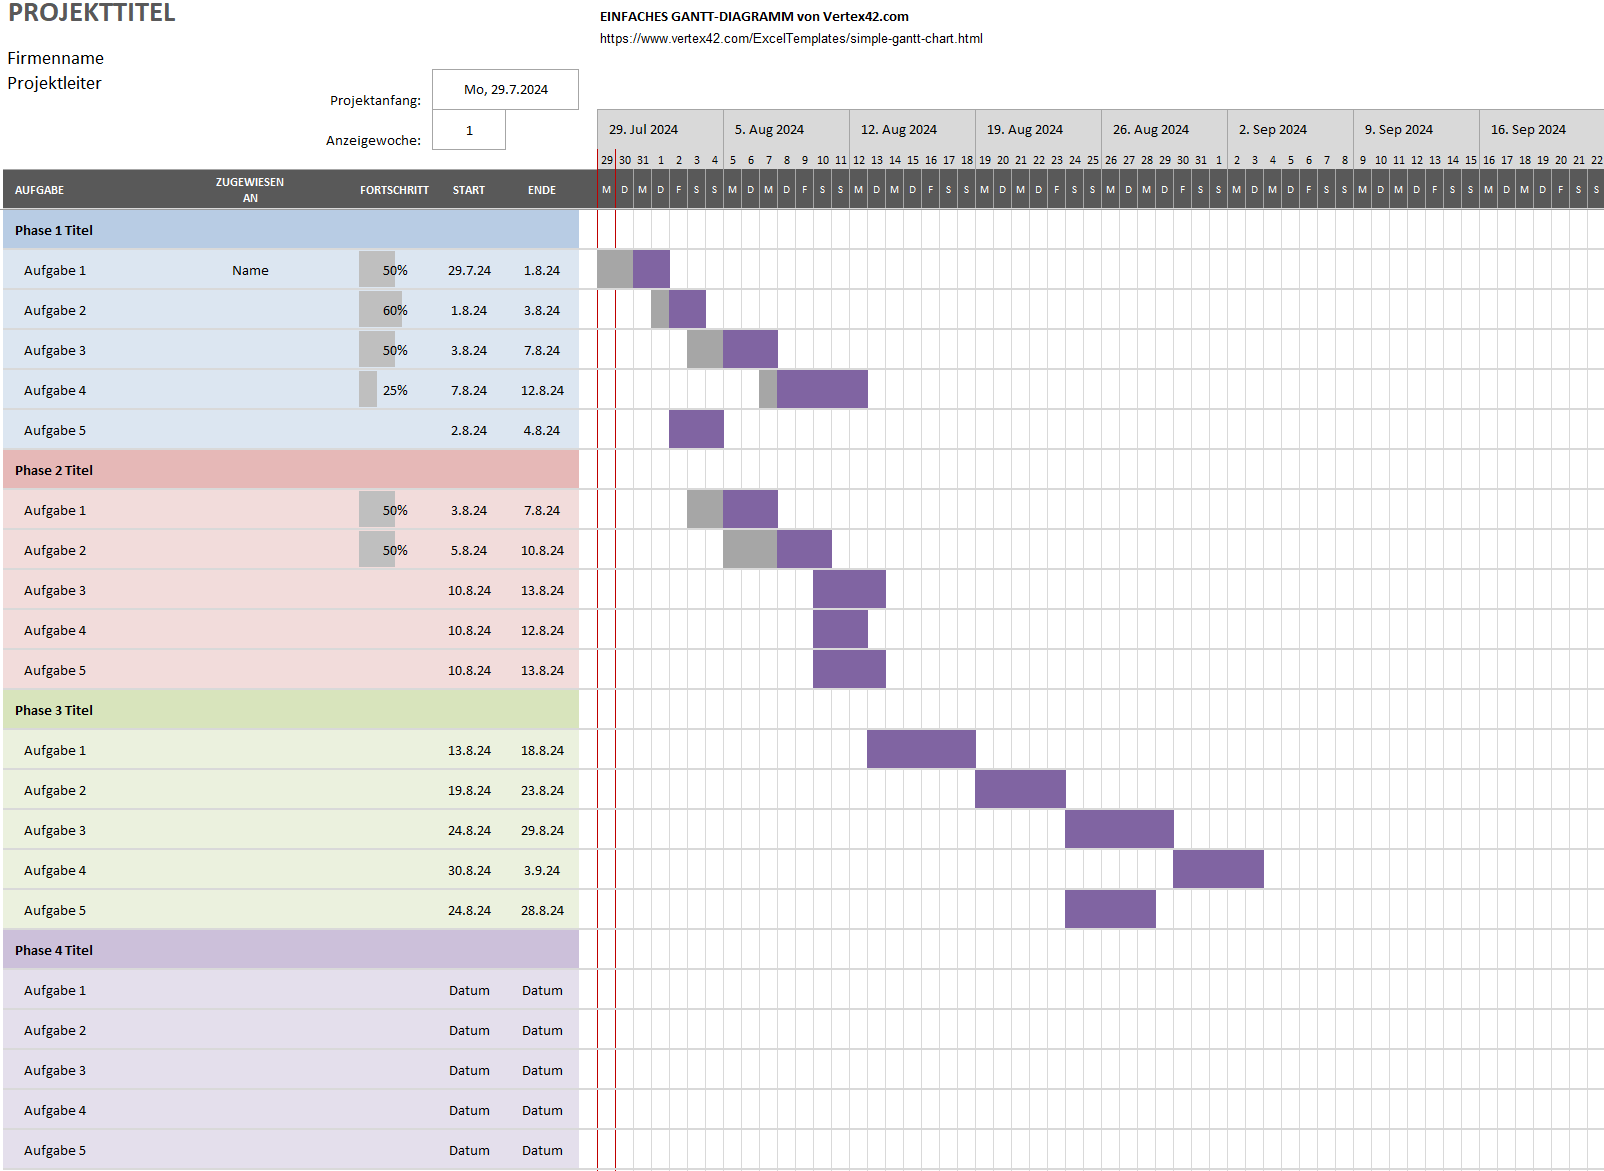 PROJEKTTITEL
EINFACHES GANTT-DIAGRAMM von Vertex42.com
https://www.vertex42.com/ExcelTemplates/simple-gantt-chart.html
Firmenname
Projektleiter
Projektanfang: Mo, 29.7.2024
Anzeigewoche: 1
29. Jul 2024 5. Aug 2024 12. Aug 2024 19. Aug 2024 26. Aug 2024 2. Sep 2024 9. Sep 2024 16. Sep 2024
29 30 31 1 2 3 4 5 6 7 8 9 10 11 12 13 14 15 16 17 18 19 20 21 22 23 24 25 26 27 28 29 30 31 1 2 3 4 5 6 7 8 9 10 11 12 13 14 15 16 17 18 19 20 21 22
AUFGABE ZUGEWIESEN AN FORTSCHRITT START ENDE M D M D F S S M D M D F S S M D M D F S S M D M D F S S M D M D F S S M D M D F S S M D M D F S S M D M D F S S
Phase 1 Titel
Aufgabe 1 Name 50% 29.7.24 1.8.24
Aufgabe 2 60% 1.8.24 3.8.24
Aufgabe 3 50% 3.8.24 7.8.24
Aufgabe 4 25% 7.8.24 12.8.24
Aufgabe 5 2.8.24 4.8.24
Phase 2 Titel
Aufgabe 1 50% 3.8.24 7.8.24
Aufgabe 2 50% 5.8.24 10.8.24
Aufgabe 3 10.8.24 13.8.24
Aufgabe 4 10.8.24 12.8.24
Aufgabe 5 10.8.24 13.8.24
Phase 3 Titel
Aufgabe 1 13.8.24 18.8.24
Aufgabe 2 19.8.24 23.8.24
Aufgabe 3 24.8.24 29.8.24
Aufgabe 4 30.8.24 3.9.24
Aufgabe 5 24.8.24 28.8.24
Phase 4 Titel
Aufgabe 1 Datum Datum
Aufgabe 2 Datum Datum
Aufgabe 3 Datum Datum
Aufgabe 4 Datum Datum
Aufgabe 5 Datum Datum